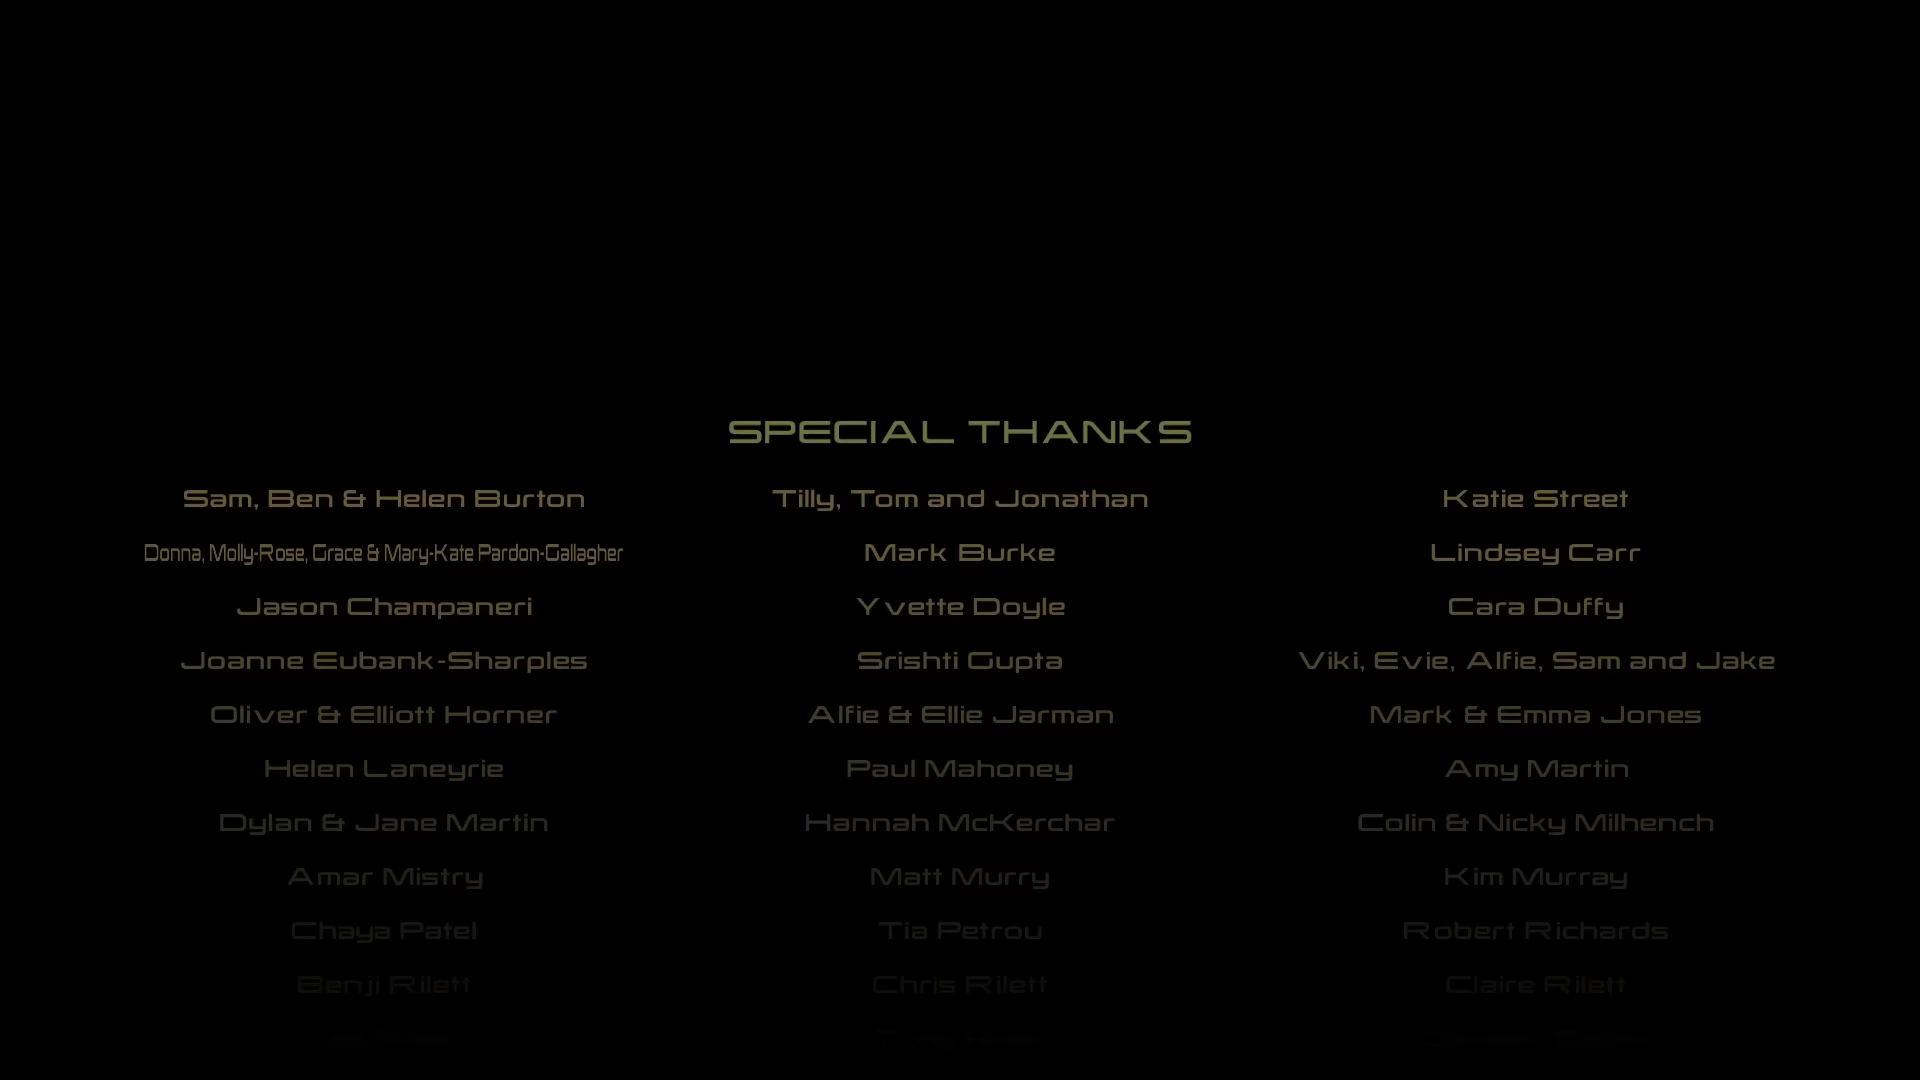 SPECIAL THANKS
Sam, Ben & Helen Burton Tilly, Tom and Jonathan Katie Street
Donna, Molly-Rose, Grace & Mary-Kate Pardon-Gallagher Mark Burke Lindsey Carr
Jason Champaneri Yvette Doyle Cara Duffy
Joanne Eubank-Sharples Srishti Gupta Viki, Evie, Alfie, Sam and Jake
Oliver & Elliott Horner Alfie & Ellie Jarman Mark & Emma Jones
Helen Laneyrie Paul Mahoney Amy Martin
Dylan & Jane Martin Hannah McKerchar Colin & Nicky Milhench
Amar Mistry Matt Murry Kim Murray
Chaya Patel Tia Petrou Robert Richards
Benji Rilett Chris Rilett Claire Rilett